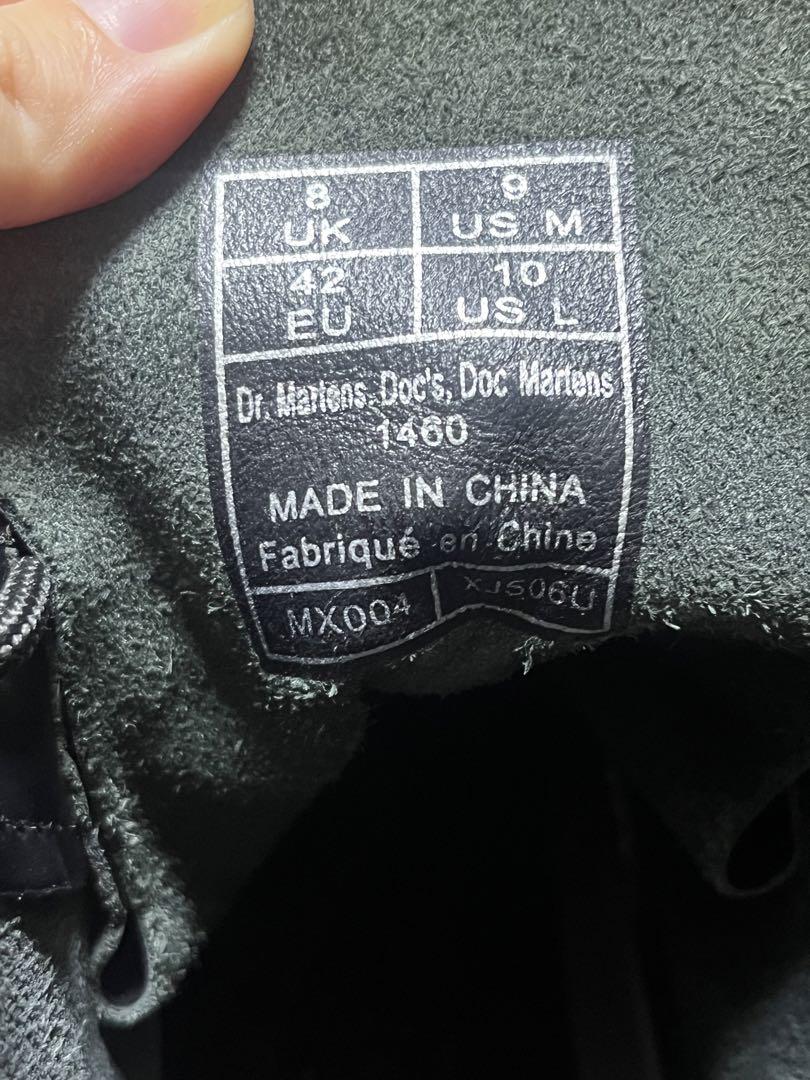 8
UK
9
US M
42
EU
10
US L
Dr. Martens, Doc's, Doc Martens
1460
MADE IN CHINA
Fabriqué en Chine
MX004
XJS06U